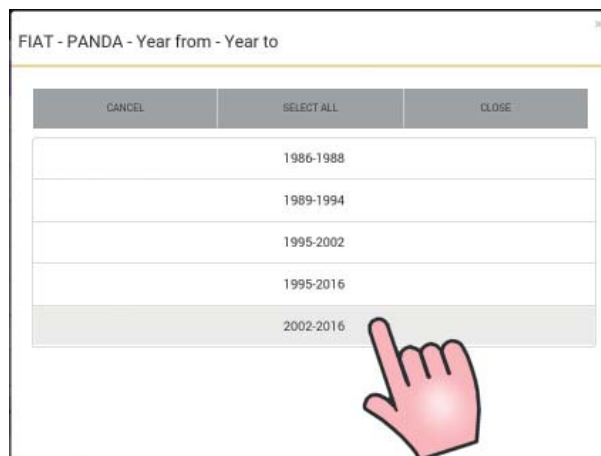 FIAT - PANDA - Year from - Year to
CANCEL SELECT ALL CLOSE
1986-1988
1989-1994
1995-2002
1995-2016
2002-2016